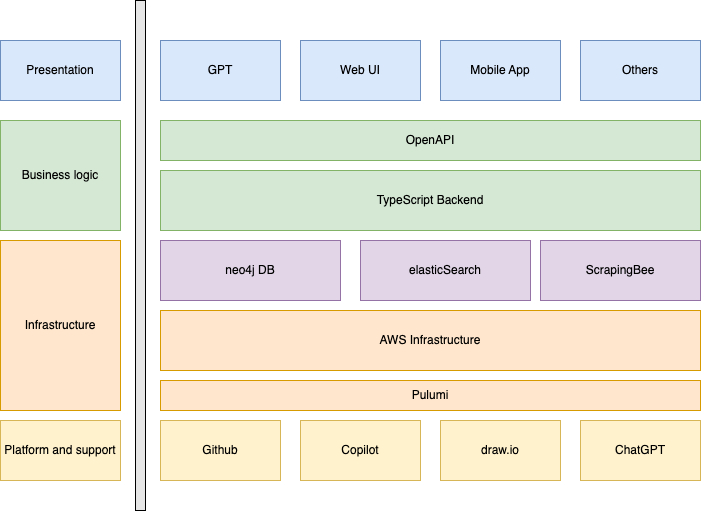 Presentation
GPT
Web UI
Mobile App
Others
Business logic
OpenAPI
TypeScript Backend
Infrastructure
neo4j DB
elasticSearch
ScrapingBee
AWS Infrastructure
Pulumi
Platform and support
Github
Copilot
draw.io
ChatGPT